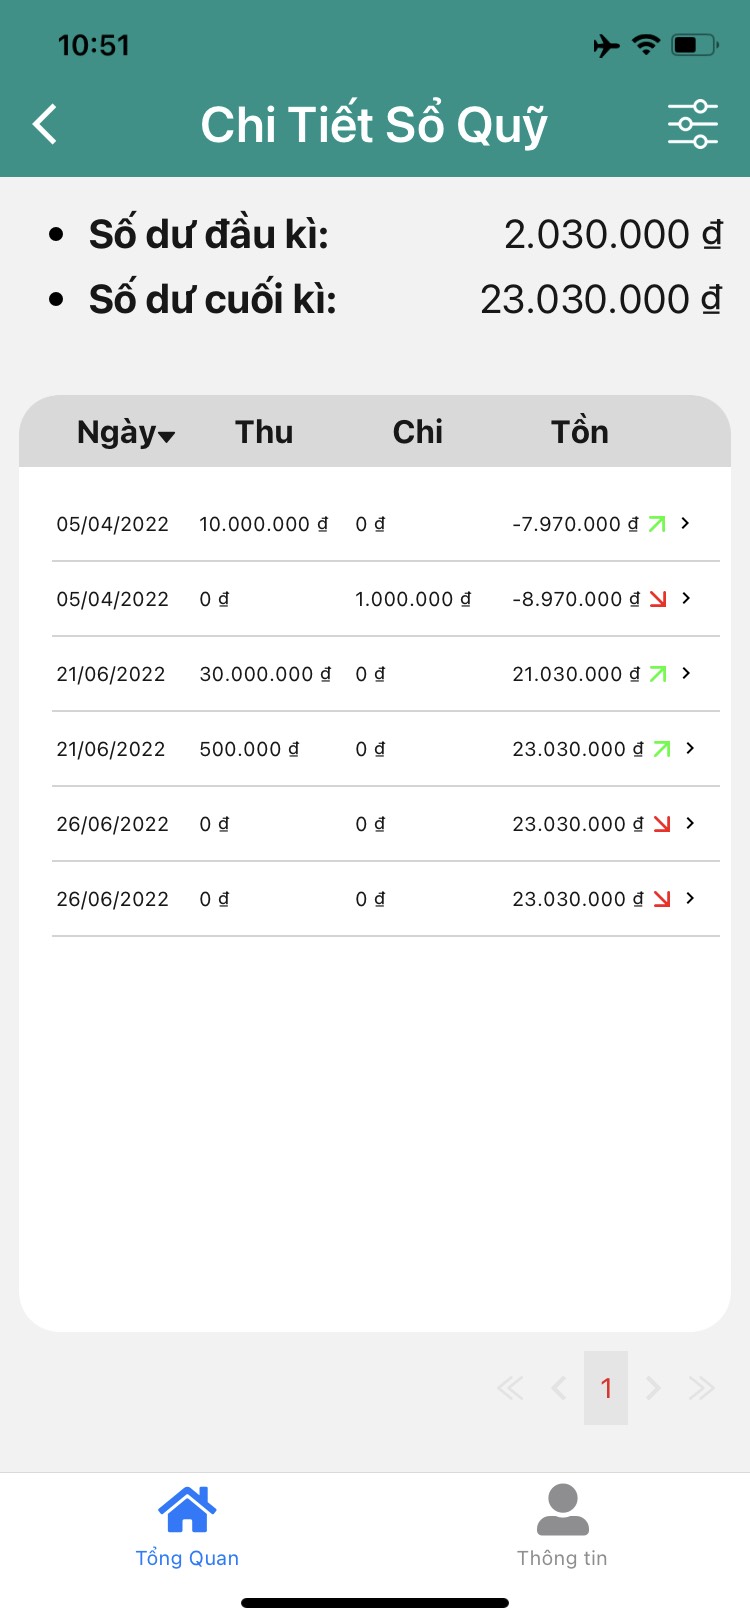 10:51
Chi Tiết Sổ Quỹ
• Số dư đầu kì: 2.030.000 ₫
• Số dư cuối kì: 23.030.000 ₫
Ngày Thu Chi Tồn
05/04/2022 10.000.000 ₫ 0 ₫ -7.970.000 ₫
05/04/2022 0 ₫ 1.000.000 ₫ -8.970.000 ₫
21/06/2022 30.000.000 ₫ 0 ₫ 21.030.000 ₫
21/06/2022 500.000 ₫ 0 ₫ 23.030.000 ₫
26/06/2022 0 ₫ 0 ₫ 23.030.000 ₫
26/06/2022 0 ₫ 0 ₫ 23.030.000 ₫
1
Tổng Quan Thông tin